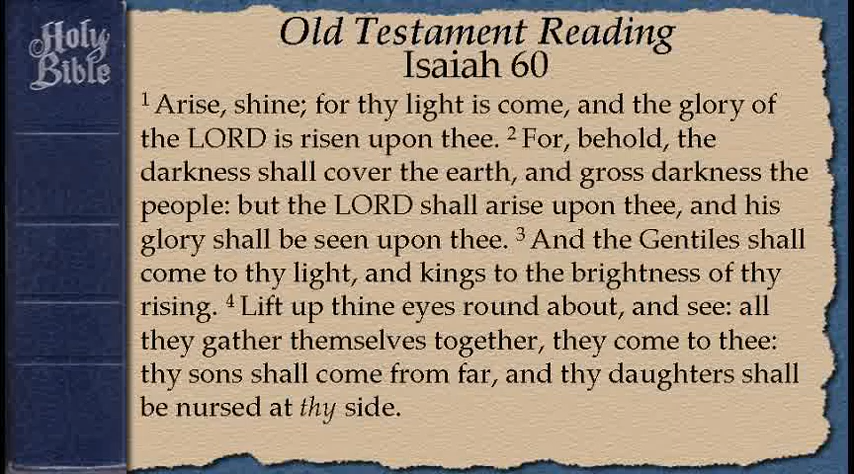 Holy
Bible
Old Testament Reading
Isaiah 60
1 Arise, shine; for thy light is come, and the glory of
the LORD is risen upon thee. 2 For, behold, the
darkness shall cover the earth, and gross darkness the
people: but the LORD shall arise upon thee, and his
glory shall be seen upon thee. 3 And the Gentiles shall
come to thy light, and kings to the brightness of thy
rising. 4 Lift up thine eyes round about, and see: all
they gather themselves together, they come to thee:
thy sons shall come from far, and thy daughters shall
be nursed at thy side.